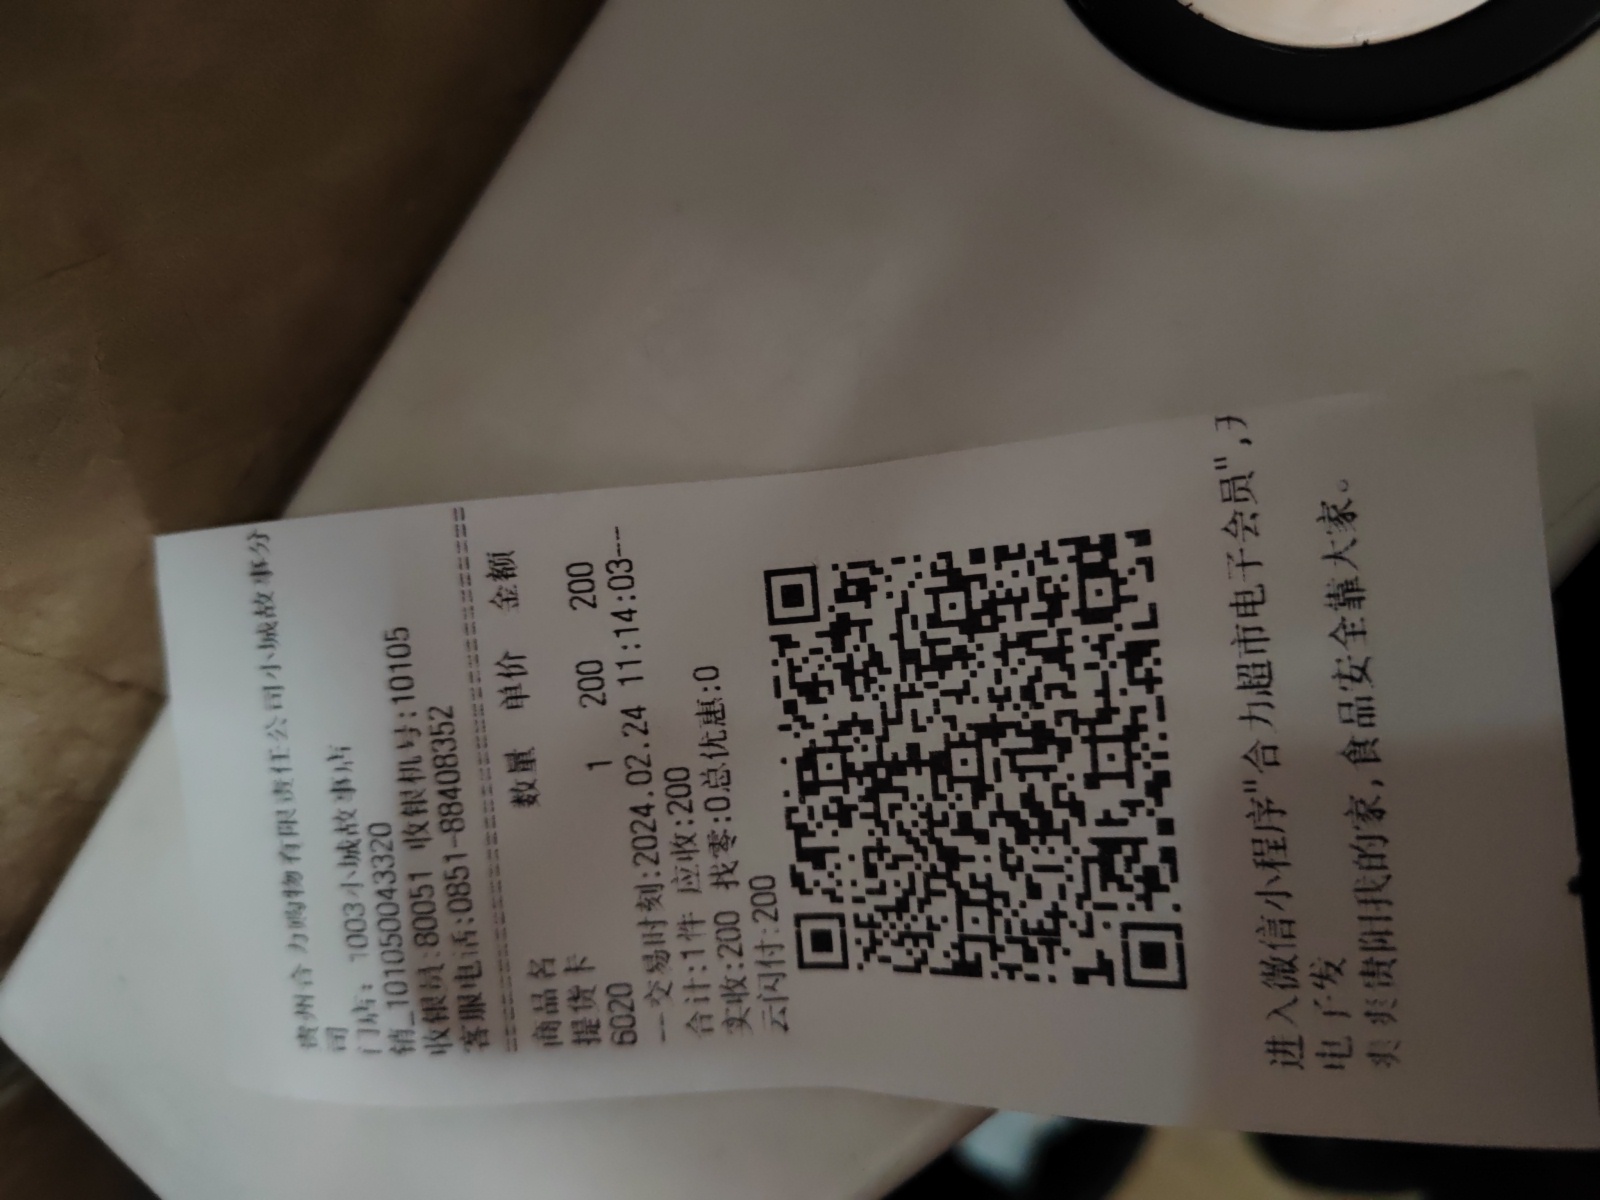 贵州合力购物有限责任公司小城故事分
司
门店: 1003小城故事店
销_101050043320
收银员:80051 收银机号:10105
客服电话:0851-88408352
商品名 数量 单价 金额
提货卡 1 200 200
6020
--交易时刻:2024.02.24 11:14:03--
合计:1件 应收:200
实收:200 找零:0总优惠:0
云闪付:200
进入微信小程序"合力超市电子会员",开
电子发
爽爽贵阳我的家,食品安全靠大家。